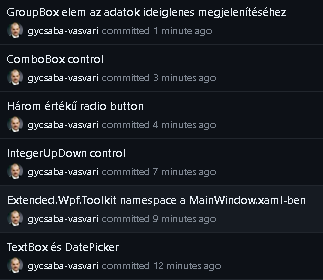 GroupBox elem az adatok ideiglenes megjelenítéséhez
gycsaba-vasvari committed 1 minute ago
ComboBox control
gycsaba-vasvari committed 3 minutes ago
Három értékű radio button
gycsaba-vasvari committed 4 minutes ago
IntegerUpDown control
gycsaba-vasvari committed 7 minutes ago
Extended.Wpf.Toolkit namespace a MainWindow.xaml-ben
gycsaba-vasvari committed 9 minutes ago
TextBox és DatePicker
gycsaba-vasvari committed 12 minutes ago